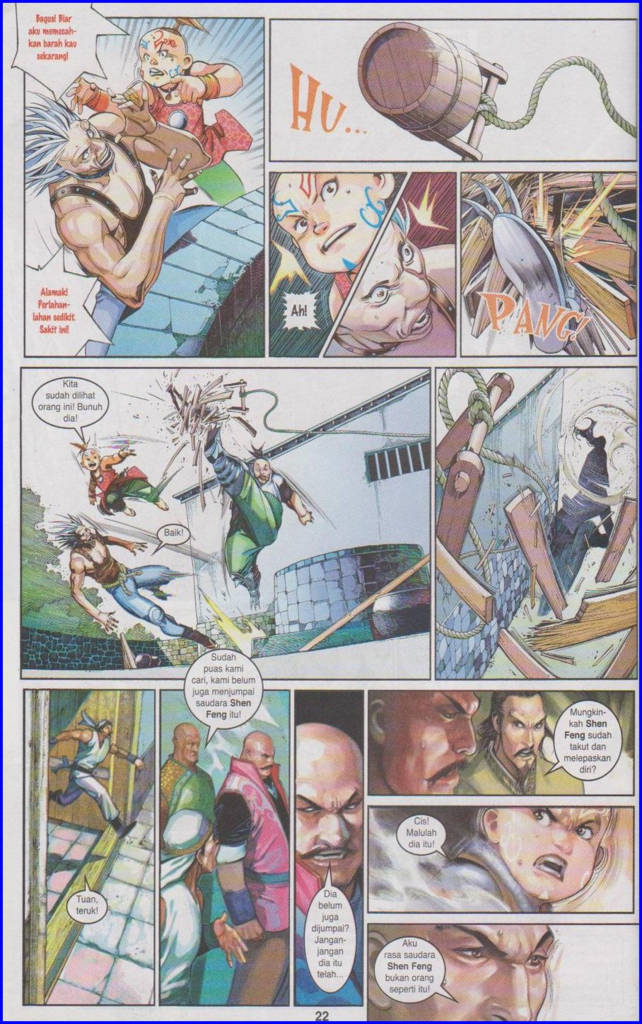 Bagus! Biar
aku memecah-
kan barah kau
sekarang!
HU...
Alamak!
Perlahan-
lahan sedikit.
Sakit ini!
Ah!
PANG!
Kita
sudah dilihat
orang ini! Bunuh
dia!
Baik!
Tuan,
teruk!
Sudah
puas kami
cari, kami belum
juga menjumpai
saudara Shen
Feng itu!
Dia
belum
juga
dijumpai?
Jangan-
jangan
dia itu
telah...
Mungkin-
kah Shen
Feng sudah
takut dan
melepaskan
diri?
Cis!
Malulah
dia itu!
Aku
rasa saudara
Shen Feng
bukan orang
seperti itu!
22